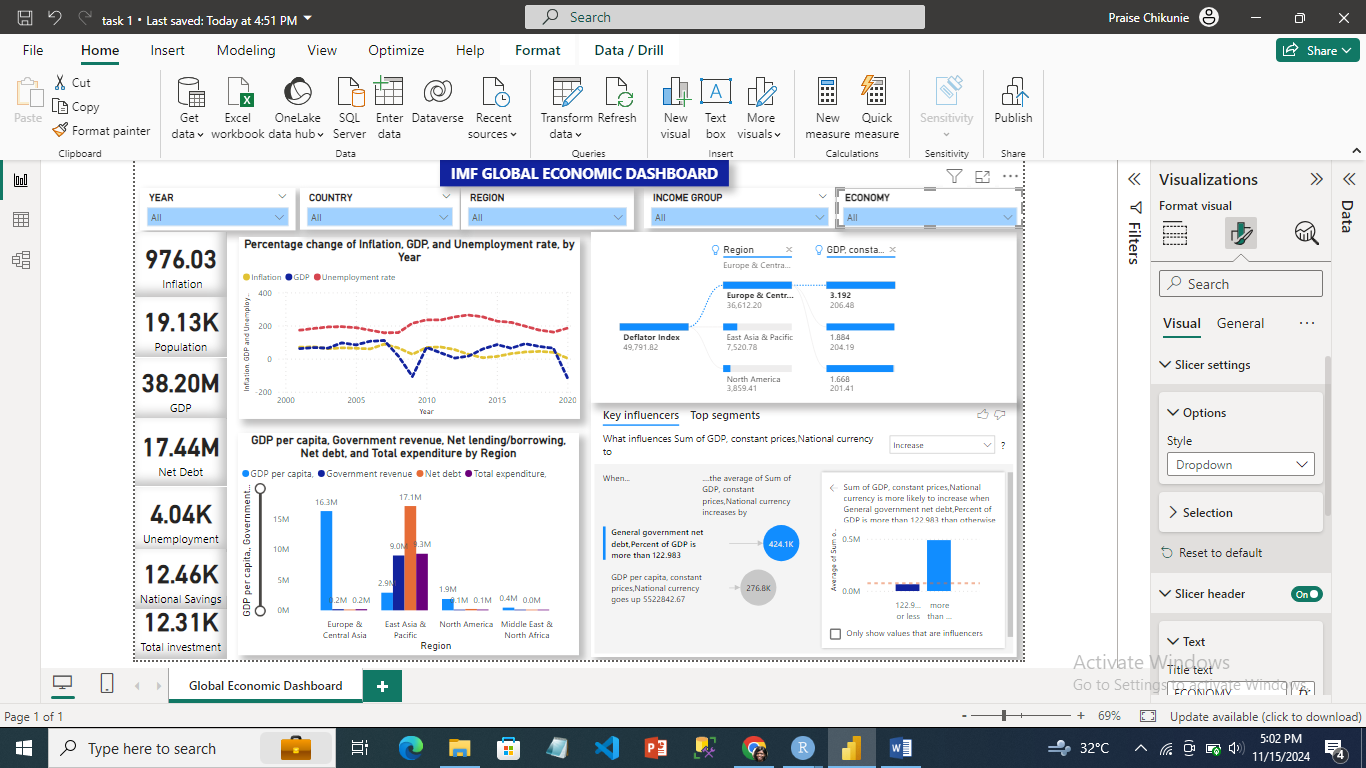 task 1 • Last saved: Today at 4:51 PM
Search
Praise Chikunie
File Home Insert Modeling View Optimize Help Format Data / Drill
Share
Paste
Cut
Copy
Format painter
Clipboard
Get data
Excel workbook
OneLake data hub
SQL Server
Enter data
Dataverse
Recent sources
Data
Transform data
Refresh
Queries
New visual
Text box
More visuals
Insert
New measure
Quick measure
Calculations
Sensitivity
Sensitivity
Publish
Share
IMF GLOBAL ECONOMIC DASHBOARD
YEAR
All
COUNTRY
All
REGION
All
INCOME GROUP
All
ECONOMY
All
976.03
Inflation
19.13K
Population
38.20M
GDP
17.44M
Net Debt
4.04K
Unemployment
12.46K
National Savings
12.31K
Total investment
Percentage change of Inflation, GDP, and Unemployment rate, by
Year
Inflation GDP Unemployment rate
Inflation GDP and Unemploy...
400
200
0
-200
2000 2005 2010 2015 2020
Year
GDP per capita, Government revenue, Net lending/borrowing,
Net debt, and Total expenditure by Region
GDP per capita, Government revenue Net debt Total expenditure,
GDP per capita, Government...
15M
10M
5M
0M
16.3M
0.2M 0.2M
2.9M
9.0M
17.1M
9.3M
1.9M
0.1M 0.1M
0.4M 0.0M
Europe &
Central Asia
East Asia &
Pacific
North America
Middle East &
North Africa
Region
Region
Europe & Centra...
GDP, consta...
Deflator Index
49,791.82
Europe & Centr...
36,612.20
East Asia & Pacific
7,520.78
North America
3,859.41
3.192
206.48
1.884
204.19
1.668
201.41
Key influencers Top segments
What influences Sum of GDP, constant prices,National currency
to
Increase
?
When...
....the average of Sum of
GDP, constant
prices,National currency
increases by
General government net
debt,Percent of GDP is
more than 122.983
424.1K
GDP per capita, constant
prices,National currency
goes up 5522842.67
276.8K
Sum of GDP, constant prices,National
currency is more likely to increase when
General government net debt,Percent of
GDP is more than 122.983 than otherwise
Average of Sum o..
0.5M
0.0M
122.9...
or less
more
than ...
Only show values that are influencers
Filters
Visualizations
Format visual
Search
Visual General
Slicer settings
Options
Style
Dropdown
Selection
Reset to default
Slicer header
On
Text
Title text
ECONOMY
Data
Activate Windows
Go to Settings to activate Windows.
Global Economic Dashboard
Page 1 of 1
- + 69%
Update available (click to download)
Type here to search
32°C
5:02 PM
11/15/2024
4